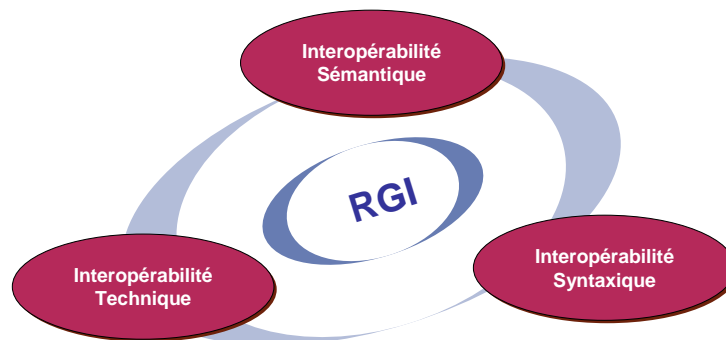 Interopérabilité
Sémantique
RGI
Interopérabilité
Technique
Interopérabilité
Syntaxique